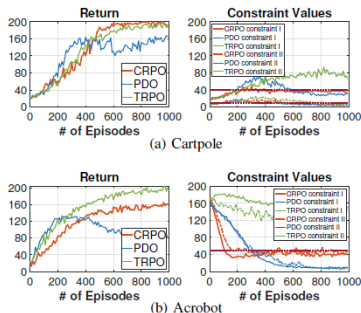 Return
200
160
120
80
40
0
CRPO
PDO
TRPO
0 200 400 600 800 1000
# of Episodes
Constraint Values
200
160
120
80
40
0
CRPO constraint I
PDO constraint I
TRPO constraint I
CRPO constraint II
PDO constraint II
TRPO constraint II
0 200 400 600 800 1000
# of Episodes
(a) Cartpole
Return
200
160
120
80
40
0
CRPO
PDO
TRPO
0 200 400 600 800 1000
# of Episodes
Constraint Values
200
160
120
80
40
0
CRPO constraint I
PDO constraint I
TRPO constraint I
CRPO constraint II
PDO constraint II
TRPO constraint II
0 200 400 600 800 1000
# of Episodes
(b) Acrobot